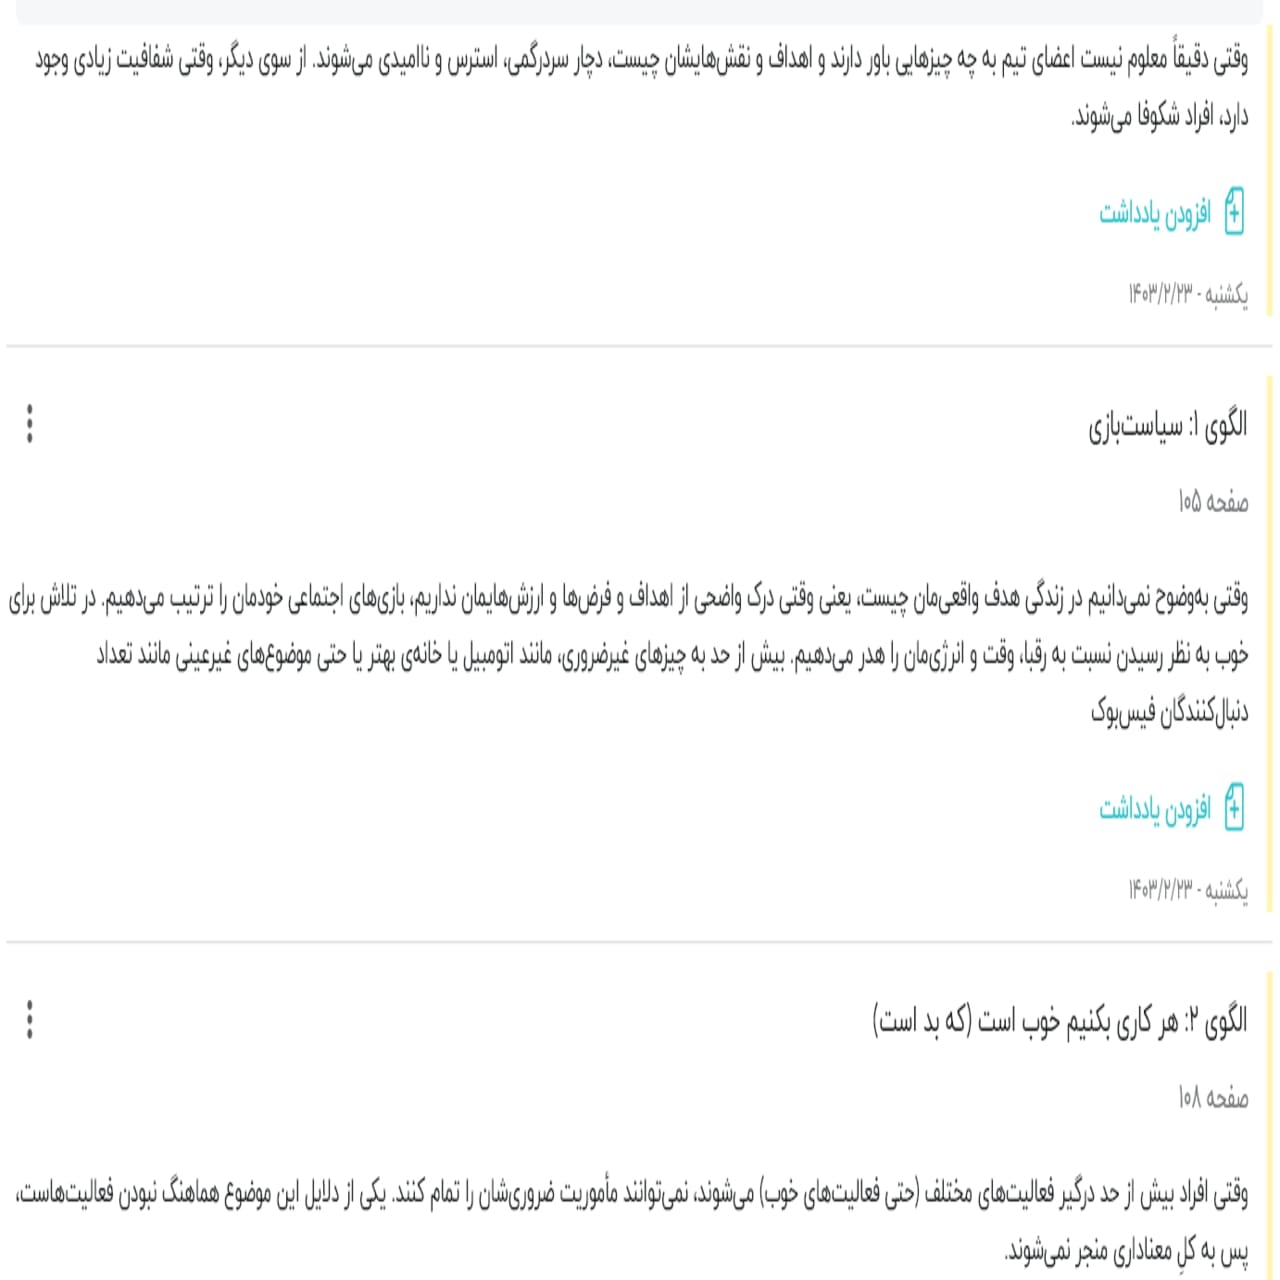 وقتی دقیقاً معلوم نیست اعضای تیم به چه چیزهایی باور دارند و اهداف و نقش‌هایشان چیست، دچار سردرگمی، استرس و ناامیدی می‌شوند. از سوی دیگر، وقتی شفافیت زیادی وجود
دارد، افراد شکوفا می‌شوند.
افزودن یادداشت
یکشنبه - ۱۴۰۳/۲/۲۳
الگوی ۱: سیاست‌بازی
صفحه ۱۰۵
وقتی به‌وضوح نمی‌دانیم در زندگی هدف واقعی‌مان چیست، یعنی وقتی درک واضحی از اهداف و فرض‌ها و ارزش‌هایمان نداریم، بازی‌های اجتماعی خودمان را ترتیب می‌دهیم. در تلاش برای
خوب به نظر رسیدن نسبت به رقبا، وقت و انرژی‌مان را هدر می‌دهیم. بیش از حد به چیزهای غیرضروری، مانند اتومبیل یا خانه‌ی بهتر یا حتی موضوع‌های غیرعینی مانند تعداد
دنبال‌کنندگان فیس‌بوک
افزودن یادداشت
یکشنبه - ۱۴۰۳/۲/۲۳
الگوی ۲: هر کاری بکنیم خوب است (که بد است)
صفحه ۱۰۸
وقتی افراد بیش از حد درگیر فعالیت‌های مختلف (حتی فعالیت‌های خوب) می‌شوند، نمی‌توانند مأموریت ضروری‌شان را تمام کنند. یکی از دلایل این موضوع هماهنگ نبودن فعالیت‌هاست،
پس به کلِ معناداری منجر نمی‌شوند.